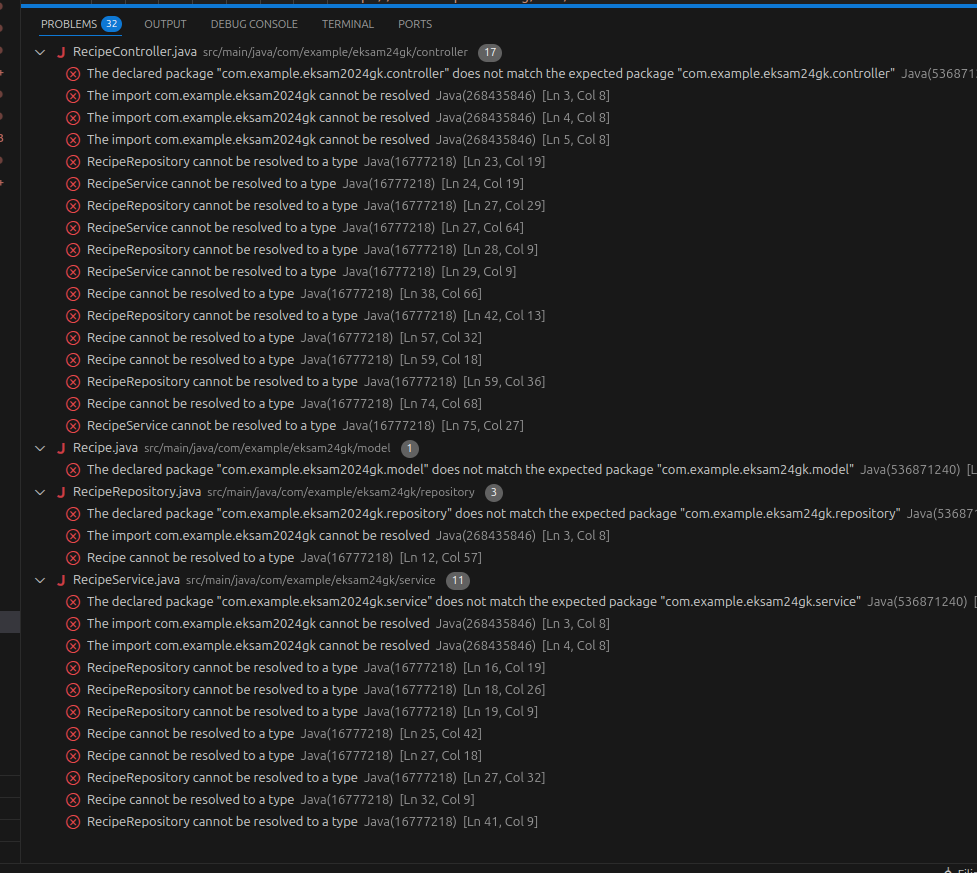 PROBLEMS 32 OUTPUT DEBUG CONSOLE TERMINAL PORTS
J RecipeController.java src/main/java/com/example/eksam24gk/controller 17
The declared package "com.example.eksam2024gk.controller" does not match the expected package "com.example.eksam24gk.controller" Java(536871
The import com.example.eksam2024gk cannot be resolved Java(268435846) [Ln 3, Col 8]
The import com.example.eksam2024gk cannot be resolved Java(268435846) [Ln 4, Col 8]
The import com.example.eksam2024gk cannot be resolved Java(268435846) [Ln 5, Col 8]
RecipeRepository cannot be resolved to a type Java(16777218) [Ln 23, Col 19]
RecipeService cannot be resolved to a type Java(16777218) [Ln 24, Col 19]
RecipeRepository cannot be resolved to a type Java(16777218) [Ln 27, Col 29]
RecipeService cannot be resolved to a type Java(16777218) [Ln 27, Col 64]
RecipeRepository cannot be resolved to a type Java(16777218) [Ln 28, Col 9]
RecipeService cannot be resolved to a type Java(16777218) [Ln 29, Col 9]
Recipe cannot be resolved to a type Java(16777218) [Ln 38, Col 66]
RecipeRepository cannot be resolved to a type Java(16777218) [Ln 42, Col 13]
Recipe cannot be resolved to a type Java(16777218) [Ln 57, Col 32]
Recipe cannot be resolved to a type Java(16777218) [Ln 59, Col 18]
RecipeRepository cannot be resolved to a type Java(16777218) [Ln 59, Col 36]
Recipe cannot be resolved to a type Java(16777218) [Ln 74, Col 68]
RecipeService cannot be resolved to a type Java(16777218) [Ln 75, Col 27]
J Recipe.java src/main/java/com/example/eksam24gk/model 1
The declared package "com.example.eksam2024gk.model" does not match the expected package "com.example.eksam24gk.model" Java(536871240) [L
J RecipeRepository.java src/main/java/com/example/eksam24gk/repository 3
The declared package "com.example.eksam2024gk.repository" does not match the expected package "com.example.eksam24gk.repository" Java(53687
The import com.example.eksam2024gk cannot be resolved Java(268435846) [Ln 3, Col 8]
Recipe cannot be resolved to a type Java(16777218) [Ln 12, Col 57]
J RecipeService.java src/main/java/com/example/eksam24gk/service 11
The declared package "com.example.eksam2024gk.service" does not match the expected package "com.example.eksam24gk.service" Java(536871240) [
The import com.example.eksam2024gk cannot be resolved Java(268435846) [Ln 3, Col 8]
The import com.example.eksam2024gk cannot be resolved Java(268435846) [Ln 4, Col 8]
RecipeRepository cannot be resolved to a type Java(16777218) [Ln 16, Col 19]
RecipeRepository cannot be resolved to a type Java(16777218) [Ln 18, Col 26]
RecipeRepository cannot be resolved to a type Java(16777218) [Ln 19, Col 9]
Recipe cannot be resolved to a type Java(16777218) [Ln 25, Col 42]
Recipe cannot be resolved to a type Java(16777218) [Ln 27, Col 18]
RecipeRepository cannot be resolved to a type Java(16777218) [Ln 27, Col 32]
Recipe cannot be resolved to a type Java(16777218) [Ln 32, Col 9]
RecipeRepository cannot be resolved to a type Java(16777218) [Ln 41, Col 9]